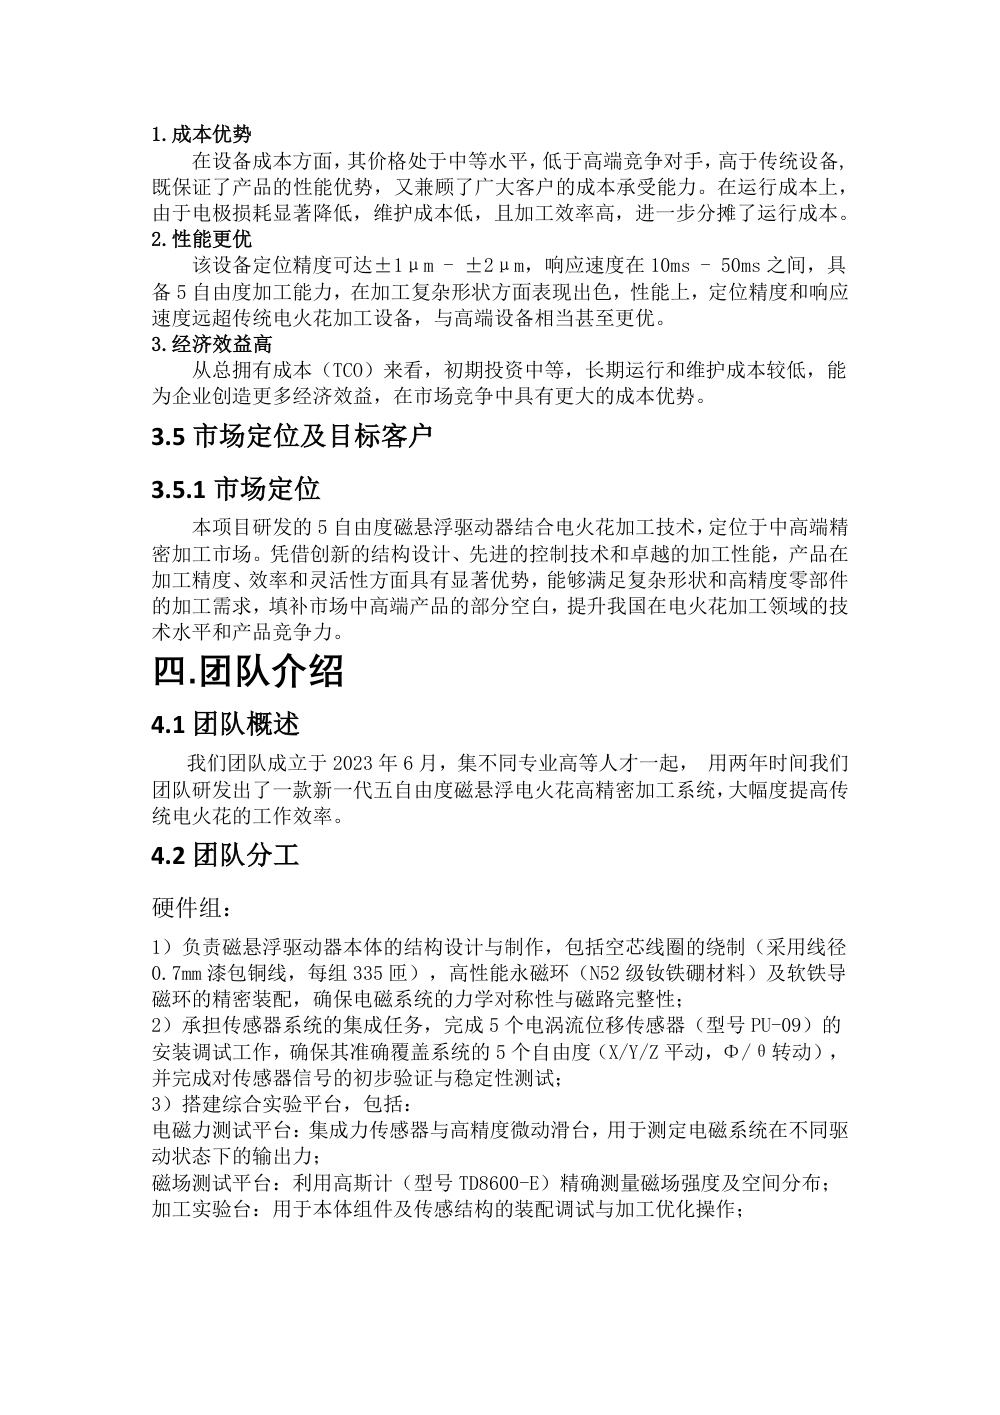 1.成本优势
在设备成本方面，其价格处于中等水平，低于高端竞争对手，高于传统设备，
既保证了产品的性能优势，又兼顾了广大客户的成本承受能力。在运行成本上，
由于电极损耗显著降低，维护成本低，且加工效率高，进一步分摊了运行成本。
2.性能更优
该设备定位精度可达±1μm - ±2μm，响应速度在 10ms - 50ms 之间，具
备 5 自由度加工能力，在加工复杂形状方面表现出色，性能上，定位精度和响应
速度远超传统电火花加工设备，与高端设备相当甚至更优。
3.经济效益高
从总拥有成本（TCO）来看，初期投资中等，长期运行和维护成本较低，能
为企业创造更多经济效益，在市场竞争中具有更大的成本优势。
3.5 市场定位及目标客户
3.5.1 市场定位
本项目研发的 5 自由度磁悬浮驱动器结合电火花加工技术，定位于中高端精
密加工市场。凭借创新的结构设计、先进的控制技术和卓越的加工性能，产品在
加工精度、效率和灵活性方面具有显著优势，能够满足复杂形状和高精度零部件
的加工需求，填补市场中高端产品的部分空白，提升我国在电火花加工领域的技
术水平和产品竞争力。
四.团队介绍
4.1 团队概述
我们团队成立于 2023 年 6 月，集不同专业高等人才一起， 用两年时间我们
团队研发出了一款新一代五自由度磁悬浮电火花高精密加工系统，大幅度提高传
统电火花的工作效率。
4.2 团队分工
硬件组：
1）负责磁悬浮驱动器本体的结构设计与制作，包括空芯线圈的绕制（采用线径
0.7mm 漆包铜线，每组 335 匝），高性能永磁环（N52 级钕铁硼材料）及软铁导
磁环的精密装配，确保电磁系统的力学对称性与磁路完整性；
2）承担传感器系统的集成任务，完成 5 个电涡流位移传感器（型号 PU-09）的
安装调试工作，确保其准确覆盖系统的 5 个自由度（X/Y/Z 平动，Φ/θ转动），
并完成对传感器信号的初步验证与稳定性测试；
3）搭建综合实验平台，包括：
电磁力测试平台：集成力传感器与高精度微动滑台，用于测定电磁系统在不同驱
动状态下的输出力；
磁场测试平台：利用高斯计（型号 TD8600-E）精确测量磁场强度及空间分布；
加工实验台：用于本体组件及传感结构的装配调试与加工优化操作；